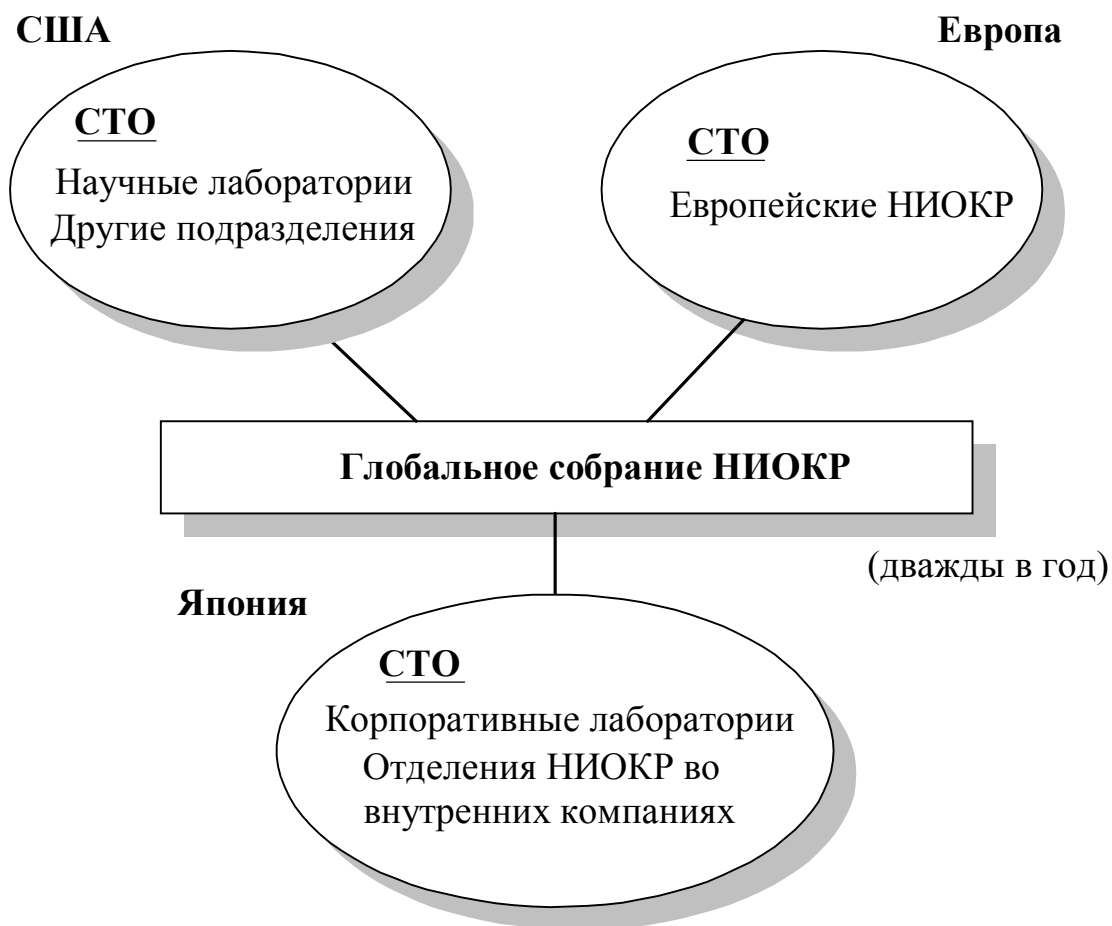 США
Европа
СТО
Научные лаборатории
Другие подразделения
СТО
Европейские НИОКР
Глобальное собрание НИОКР
(дважды в год)
Япония
СТО
Корпоративные лаборатории
Отделения НИОКР во
внутренних компаниях